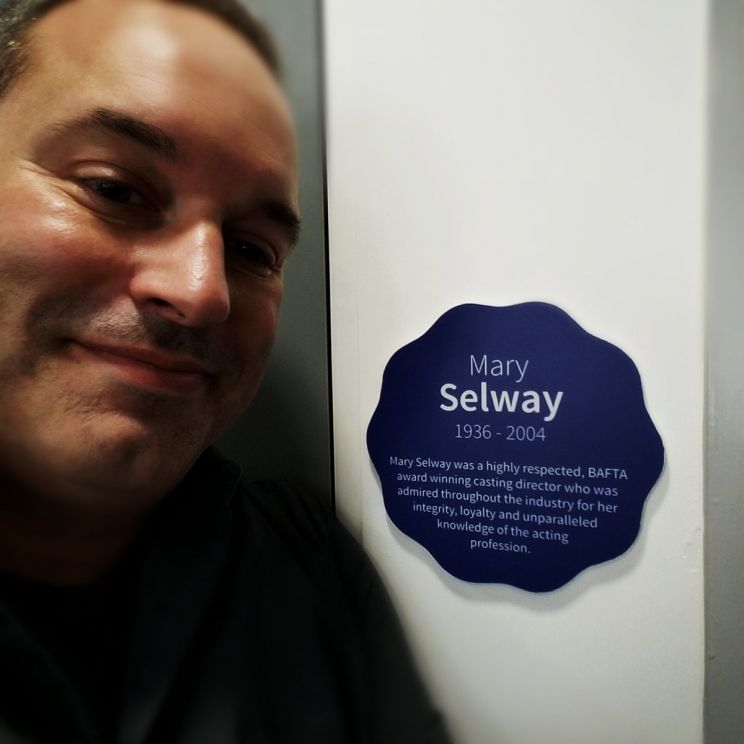 Mary
Selway
1936 - 2004
Mary Selway was a highly respected, BAFTA
award winning casting director who was
admired throughout the industry for her
integrity, loyalty and unparalleled
knowledge of the acting
profession.